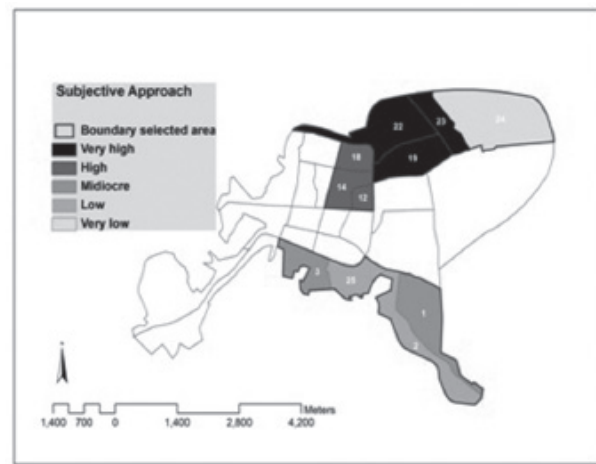 Subjective Approach
Boundary selected area
Very high
High
Midiocre
Low
Very low
24
23
22
19
18
14
12
3
25
1
2
Meters
1,400 700 0 1,400 2,800 4,200